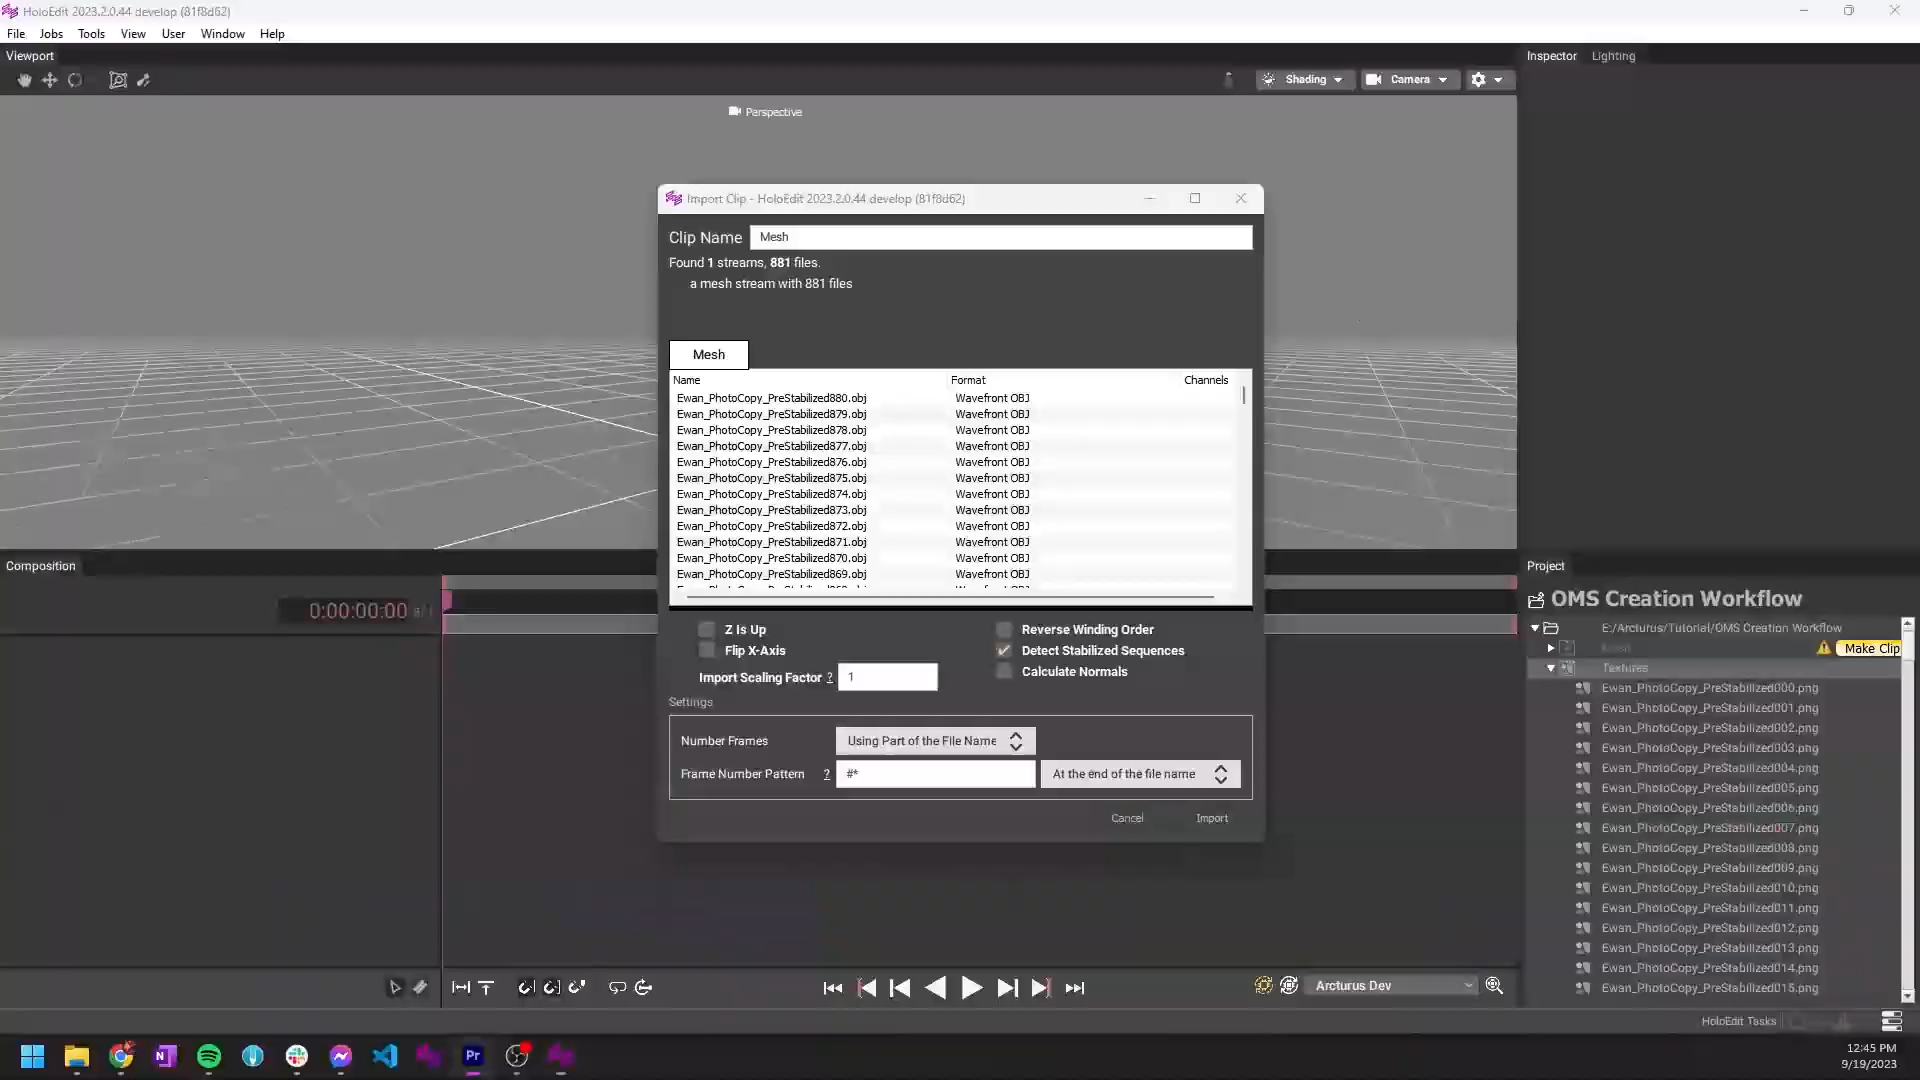 HoloEdit 2023.2.0.44 develop (81f8d62)
File Jobs Tools View User Window Help
Viewport
Inspector Lighting
Shading Camera
Perspective
Import Clip - HoloEdit 2023.2.0.44 develop (81f8d62)
Clip Name Mesh
Found 1 streams, 881 files.
a mesh stream with 881 files
Mesh
Name Format Channels
Ewan_PhotoCopy_PreStabilized880.obj Wavefront OBJ
Ewan_PhotoCopy_PreStabilized879.obj Wavefront OBJ
Ewan_PhotoCopy_PreStabilized878.obj Wavefront OBJ
Ewan_PhotoCopy_PreStabilized877.obj Wavefront OBJ
Ewan_PhotoCopy_PreStabilized876.obj Wavefront OBJ
Ewan_PhotoCopy_PreStabilized875.obj Wavefront OBJ
Ewan_PhotoCopy_PreStabilized874.obj Wavefront OBJ
Ewan_PhotoCopy_PreStabilized873.obj Wavefront OBJ
Ewan_PhotoCopy_PreStabilized872.obj Wavefront OBJ
Ewan_PhotoCopy_PreStabilized871.obj Wavefront OBJ
Ewan_PhotoCopy_PreStabilized870.obj Wavefront OBJ
Ewan_PhotoCopy_PreStabilized869.obj Wavefront OBJ
Z Is Up Reverse Winding Order
Flip X-Axis Detect Stabilized Sequences
Import Scaling Factor ? 1 Calculate Normals
Settings
Number Frames Using Part of the File Name
Frame Number Pattern ? #* At the end of the file name
Cancel Import
Composition
0:00:00:00
Project
OMS Creation Workflow
E:/Arcturus/Tutorial/OMS Creation Workflow
Make Clip
Textures
Ewan_PhotoCopy_PreStabilized000.png
Ewan_PhotoCopy_PreStabilized001.png
Ewan_PhotoCopy_PreStabilized002.png
Ewan_PhotoCopy_PreStabilized003.png
Ewan_PhotoCopy_PreStabilized004.png
Ewan_PhotoCopy_PreStabilized005.png
Ewan_PhotoCopy_PreStabilized006.png
Ewan_PhotoCopy_PreStabilized007.png
Ewan_PhotoCopy_PreStabilized008.png
Ewan_PhotoCopy_PreStabilized009.png
Ewan_PhotoCopy_PreStabilized010.png
Ewan_PhotoCopy_PreStabilized011.png
Ewan_PhotoCopy_PreStabilized012.png
Ewan_PhotoCopy_PreStabilized013.png
Ewan_PhotoCopy_PreStabilized014.png
Ewan_PhotoCopy_PreStabilized015.png
Arcturus Dev
HoloEdit Tasks
N Pr
12:45 PM
9/19/2023